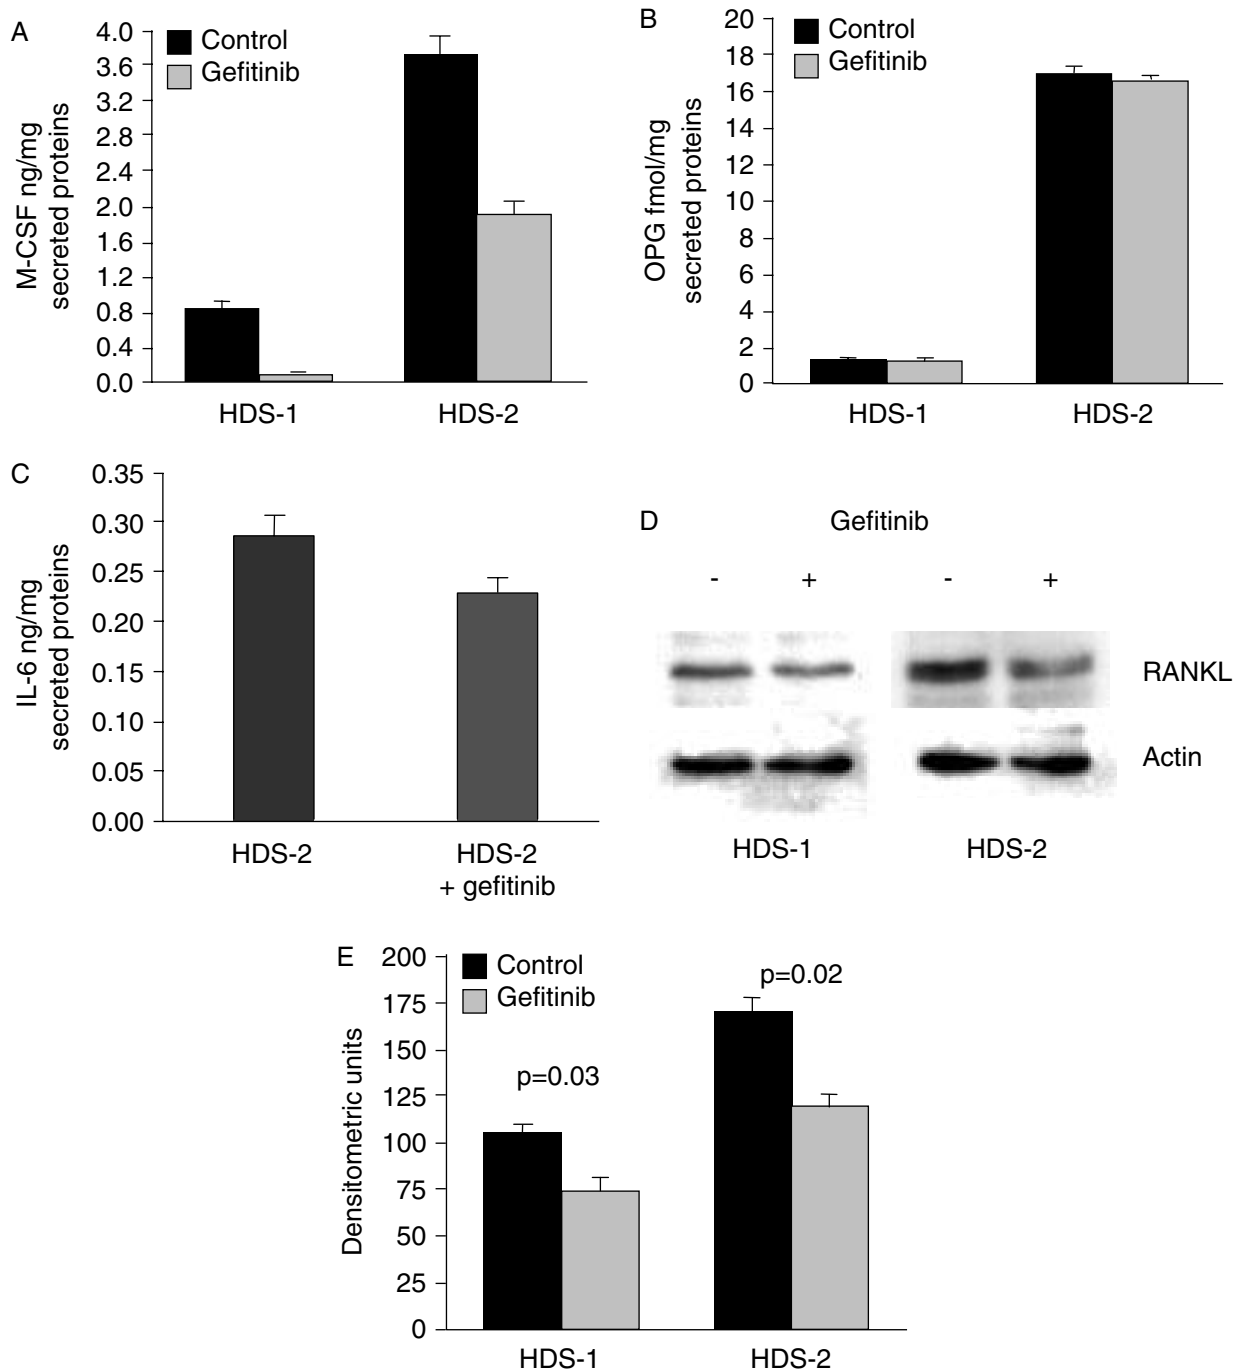 A
4.0
3.6
3.2
2.8
2.4
2.0
1.6
1.2
0.8
0.4
0.0
M-CSF ng/mg
secreted proteins
Control
Gefitinib
HDS-1
HDS-2
B
20
18
16
14
12
10
8
6
4
2
0
OPG fmol/mg
secreted proteins
Control
Gefitinib
HDS-1
HDS-2
C
0.35
0.30
0.25
0.20
0.15
0.10
0.05
0.00
IL-6 ng/mg
secreted proteins
HDS-2
HDS-2
+ gefitinib
D
Gefitinib
- + - +
RANKL
Actin
HDS-1
HDS-2
E
200
175
150
125
100
75
50
25
0
Densitometric units
Control
Gefitinib
p=0.03
p=0.02
HDS-1
HDS-2